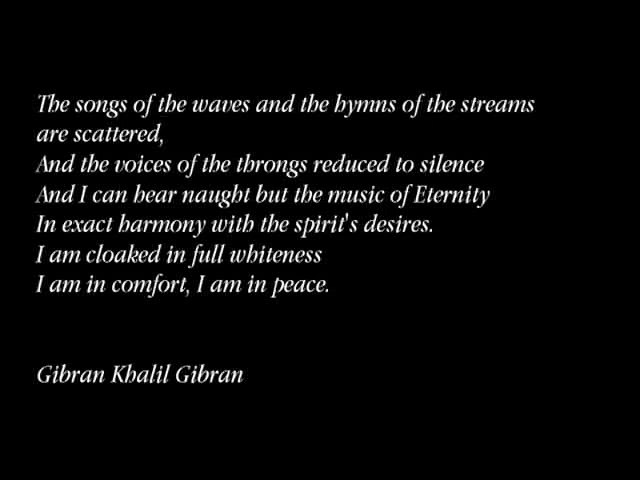 The songs of the waves and the hymns of the streams
are scattered,
And the voices of the throngs reduced to silence
And I can hear naught but the music of Eternity
In exact harmony with the spirit's desires.
I am cloaked in full whiteness
I am in comfort, I am in peace.
Gibran Khalil Gibran